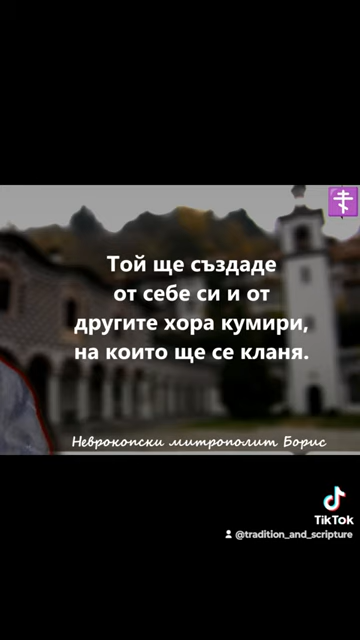 Той ще създаде
от себе си и от
другите хора кумири,
на които ще се кланя.
Неврокопски митрополит Борис
TikTok
@tradition_and_scripture